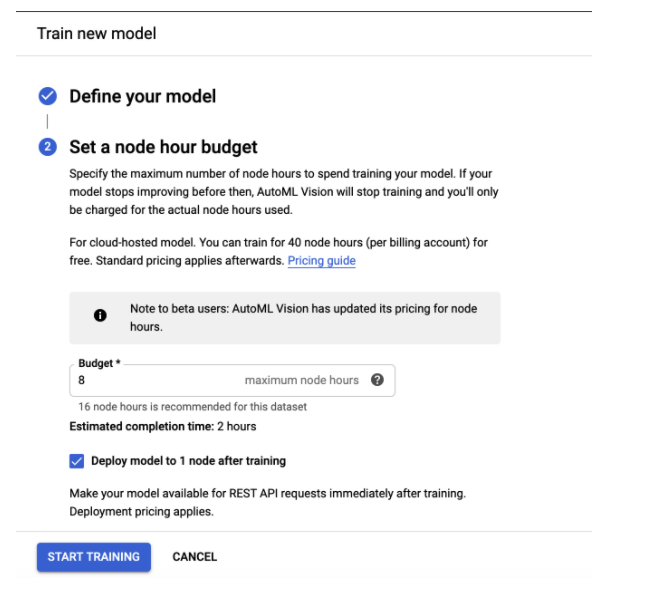 Train new model
Define your model
2 Set a node hour budget
Specify the maximum number of node hours to spend training your model. If your
model stops improving before then, AutoML Vision will stop training and you'll only
be charged for the actual node hours used.
For cloud-hosted model. You can train for 40 node hours (per billing account) for
free. Standard pricing applies afterwards. Pricing guide
Note to beta users: AutoML Vision has updated its pricing for node
hours.
Budget *
8 maximum node hours ?
16 node hours is recommended for this dataset
Estimated completion time: 2 hours
Deploy model to 1 node after training
Make your model available for REST API requests immediately after training.
Deployment pricing applies.
START TRAINING CANCEL